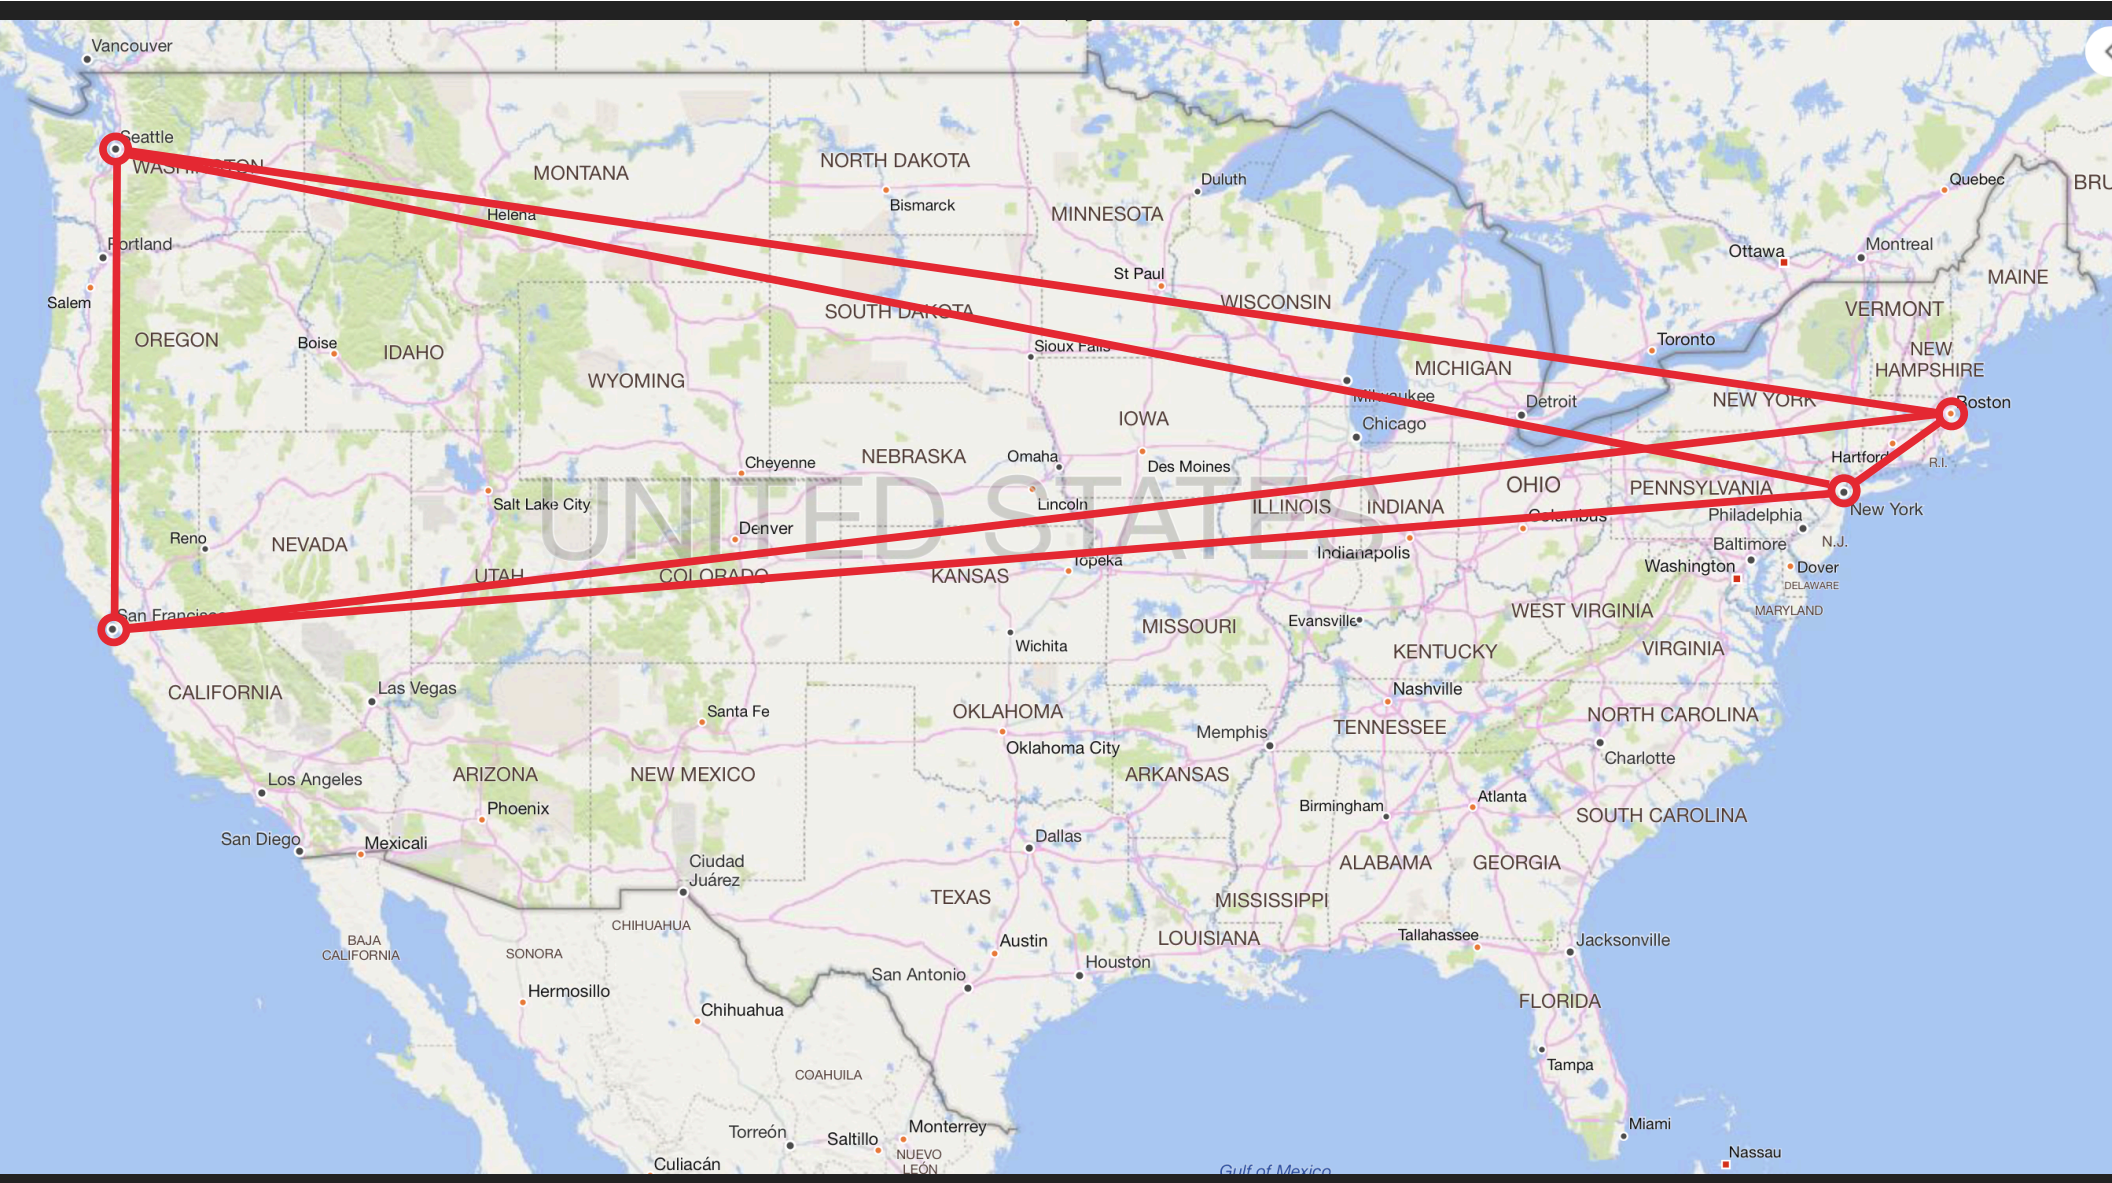 Vancouver
Seattle
WASHINGTON
MONTANA
NORTH DAKOTA
Duluth
Quebec
BRU
Helena
Bismarck
MINNESOTA
Portland
Ottawa
Montreal
St Paul
MAINE
Salem
SOUTH DAKOTA
WISCONSIN
VERMONT
OREGON
Boise
IDAHO
Sioux Falls
Toronto
NEW
HAMPSHIRE
WYOMING
MICHIGAN
Milwaukee
Detroit
NEW YORK
Boston
IOWA
Chicago
Cheyenne
NEBRASKA
Omaha
Des Moines
Hartford
R.I.
Salt Lake City
UNITED STATES
Lincoln
ILLINOIS
INDIANA
OHIO
PENNSYLVANIA
New York
Reno
NEVADA
Denver
Columbus
Philadelphia
Indianapolis
Baltimore
N.J.
UTAH
COLORADO
KANSAS
Topeka
Washington
Dover
DELAWARE
San Francisco
MISSOURI
Evansville
WEST VIRGINIA
MARYLAND
Wichita
KENTUCKY
VIRGINIA
CALIFORNIA
Las Vegas
Santa Fe
OKLAHOMA
Nashville
Memphis
TENNESSEE
NORTH CAROLINA
Oklahoma City
Charlotte
Los Angeles
ARIZONA
NEW MEXICO
ARKANSAS
Phoenix
Birmingham
Atlanta
SOUTH CAROLINA
San Diego
Mexicali
Dallas
Ciudad
Juárez
ALABAMA
GEORGIA
TEXAS
MISSISSIPPI
CHIHUAHUA
BAJA
CALIFORNIA
SONORA
Austin
LOUISIANA
Tallahassee
Jacksonville
San Antonio
Houston
Hermosillo
Chihuahua
FLORIDA
COAHUILA
Tampa
Torreón
Saltillo
Monterrey
Miami
NUEVO
LEÓN
Culiacán
Nassau
Gulf of Mexico